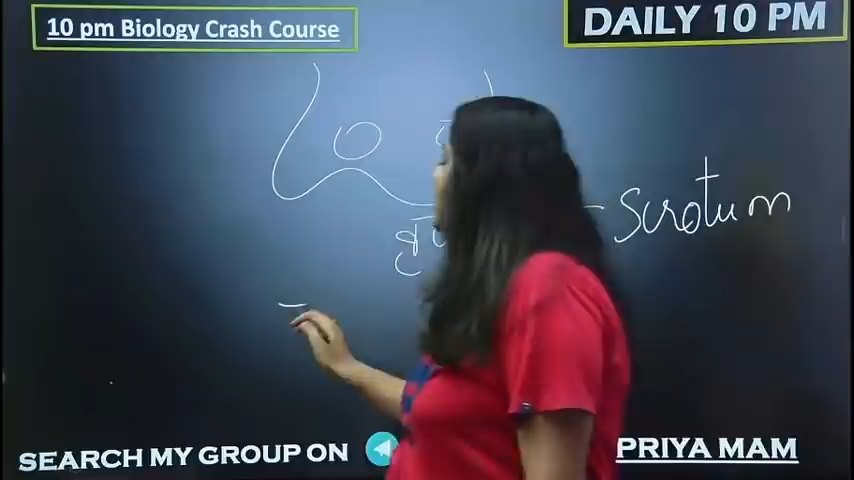 10 pm Biology Crash Course
DAILY 10 PM
Scrotum
SEARCH MY GROUP ON
PRIYA MAM